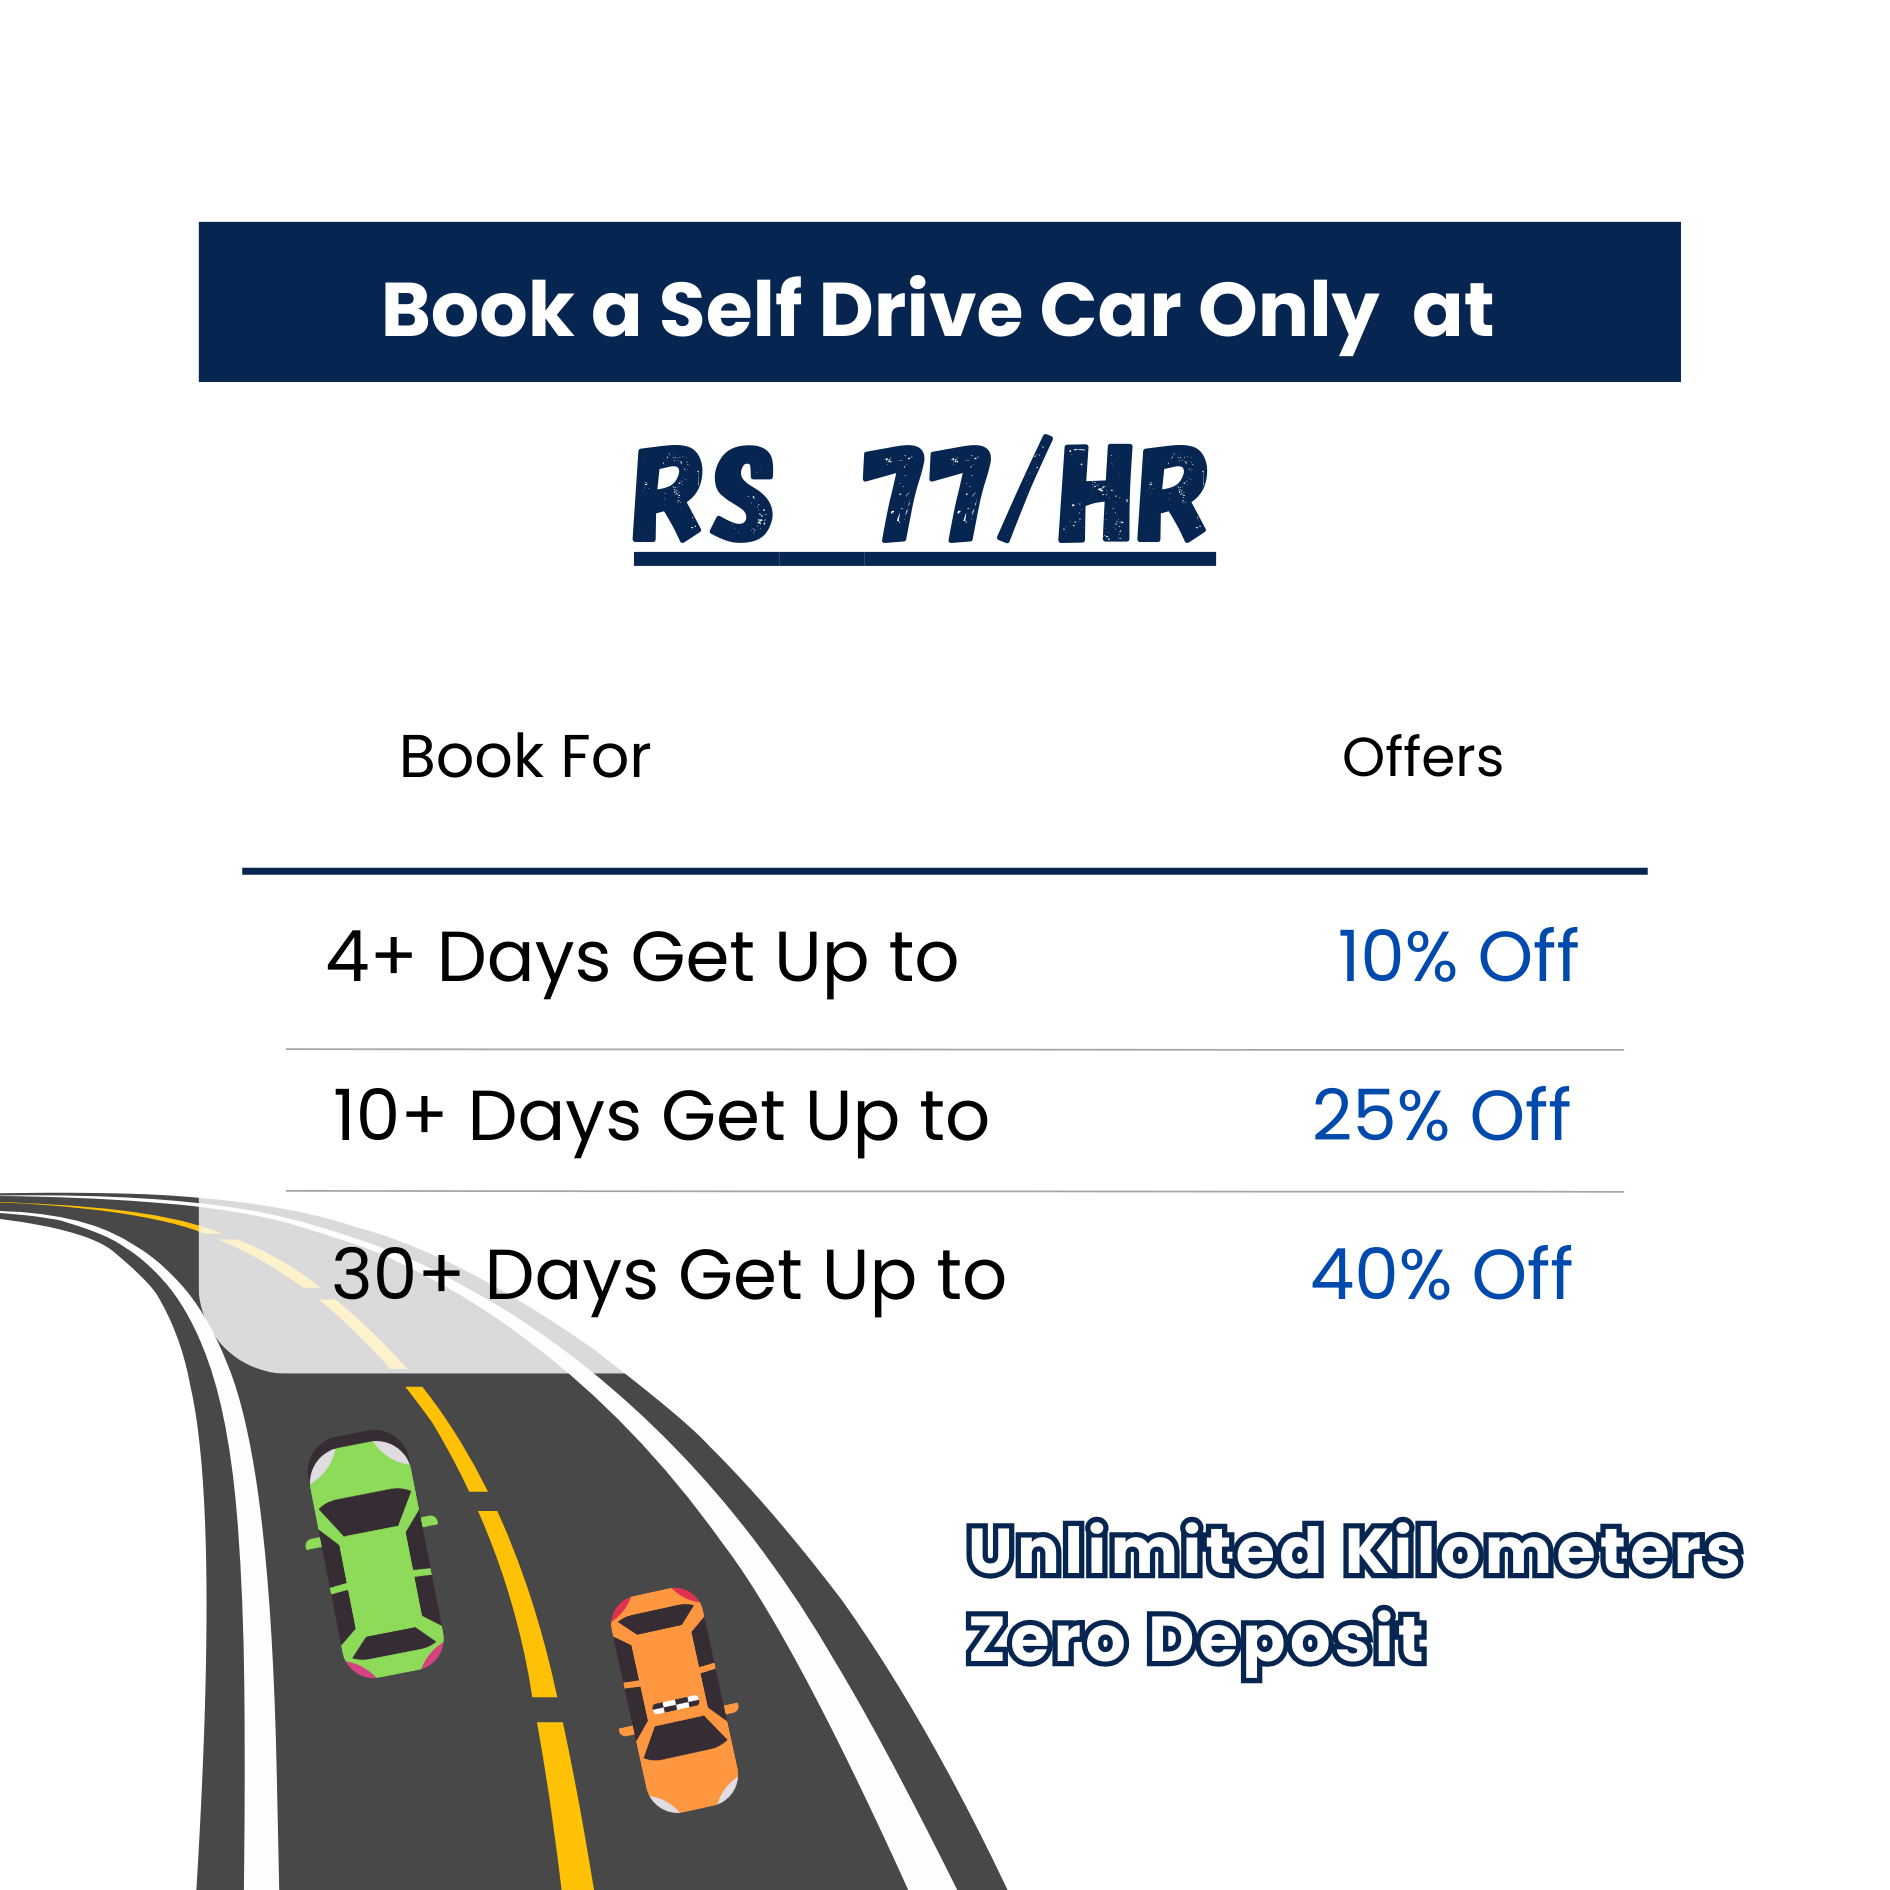 Book a Self Drive Car Only at
RS 77/HR
Book For Offers
4+ Days Get Up to 10% Off
10+ Days Get Up to 25% Off
30+ Days Get Up to 40% Off
Unlimited Kilometers
Zero Deposit